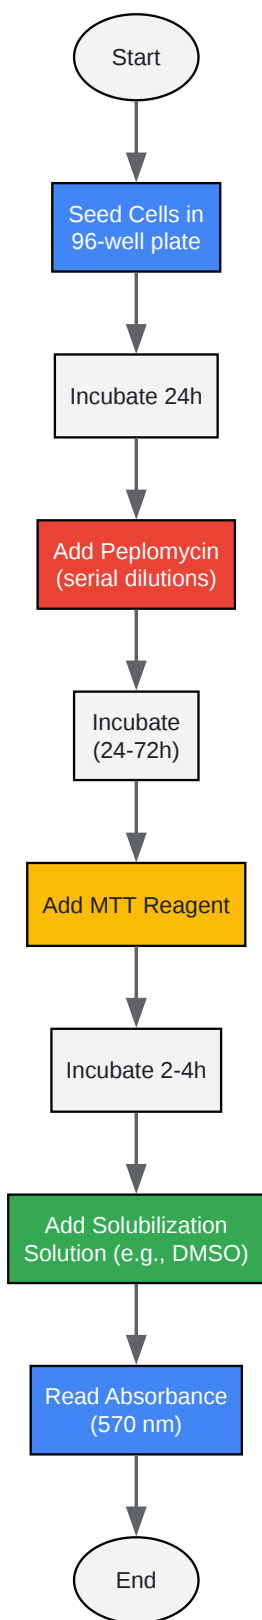 Start
Seed Cells in
96-well plate
Incubate 24h
Add Peplomycin
(serial dilutions)
Incubate
(24-72h)
Add MTT Reagent
Incubate 2-4h
Add Solubilization
Solution (e.g., DMSO)
Read Absorbance
(570 nm)
End